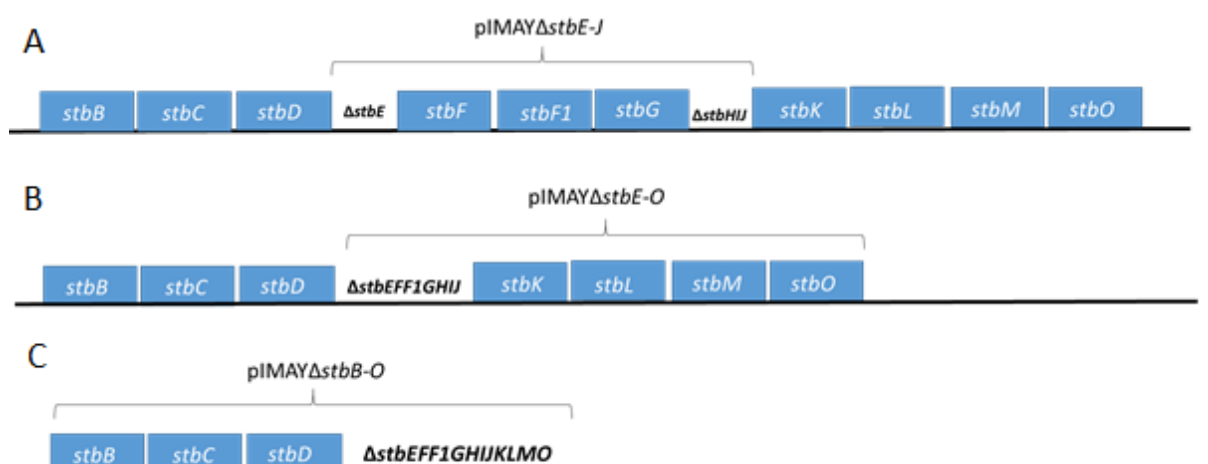 A
pIMAYΔstbE-J
stbB stbC stbD ΔstbE stbF stbF1 stbG ΔstbHIJ stbK stbL stbM stbO
B
pIMAYΔstbE-O
stbB stbC stbD ΔstbEFF1GHIJ stbK stbL stbM stbO
C
pIMAYΔstbB-O
stbB stbC stbD ΔstbEFF1GHIJKLMO